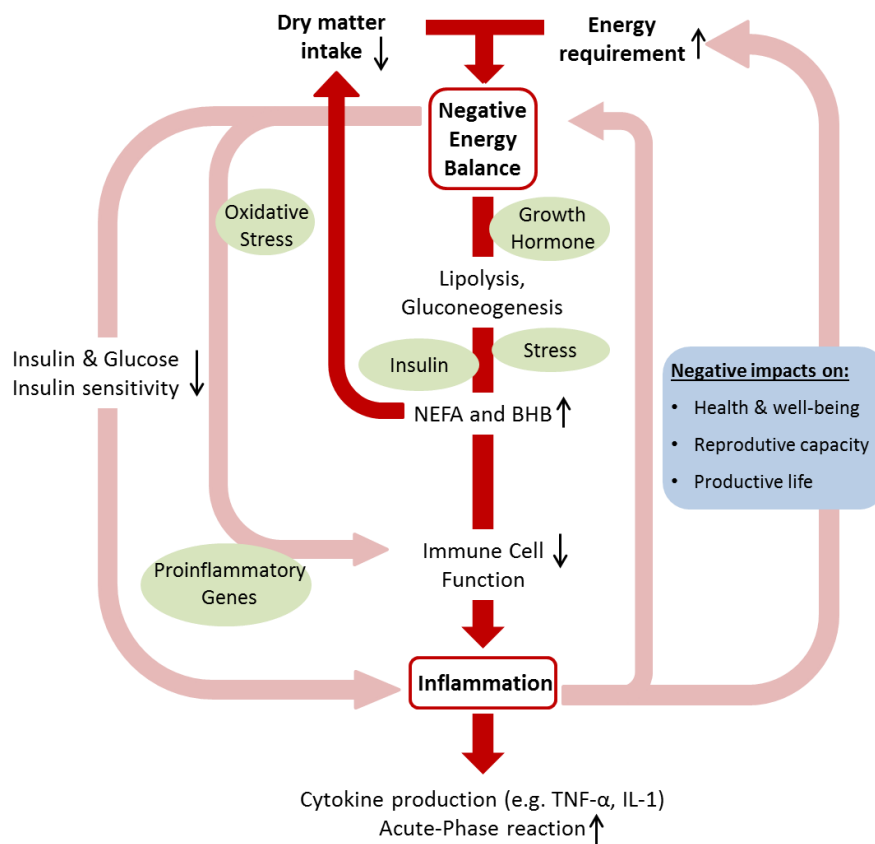 Dry matter
intake ↓
Energy
requirement ↑
Negative
Energy
Balance
Oxidative
Stress
Growth
Hormone
Lipolysis,
Gluconeogenesis
Insulin & Glucose
Insulin sensitivity ↓
Insulin
Stress
Negative impacts on:
• Health & well-being
• Reprodutive capacity
• Productive life
NEFA and BHB ↑
Immune Cell ↓
Function
Proinflammatory
Genes
Inflammation
Cytokine production (e.g. TNF-α, IL-1)
Acute-Phase reaction ↑